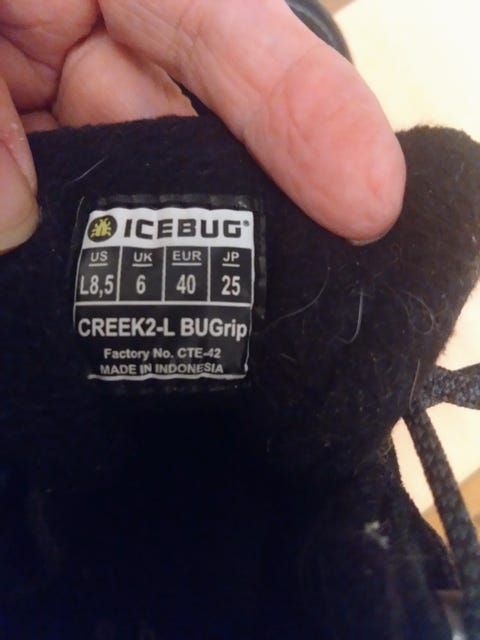 ICEBUG®
US UK EUR JP
L8,5 6 40 25
CREEK2-L BUGrip
Factory No. CTE-42
MADE IN INDONESIA